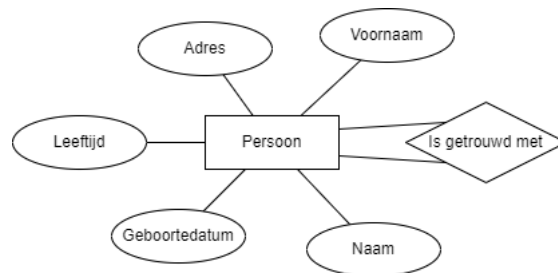 Voornaam
Adres
Leeftijd
Persoon
Is getrouwd met
Geboortedatum
Naam